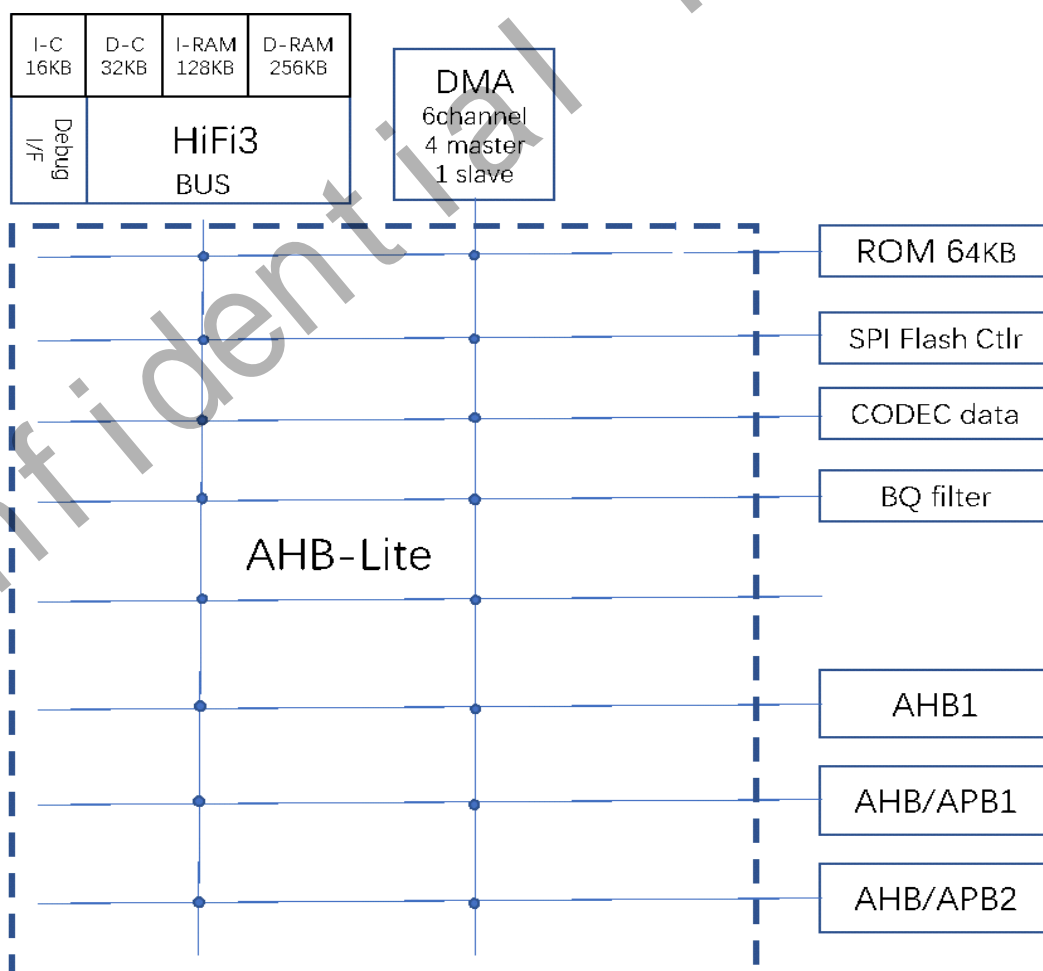 I-C
16KB
D-C
32KB
I-RAM
128KB
D-RAM
256KB
Debug
I/F
HiFi3
BUS
DMA
6channel
4 master
1 slave
ROM 64KB
SPI Flash Ctlr
CODEC data
BQ filter
AHB-Lite
AHB1
AHB/APB1
AHB/APB2
nfidential